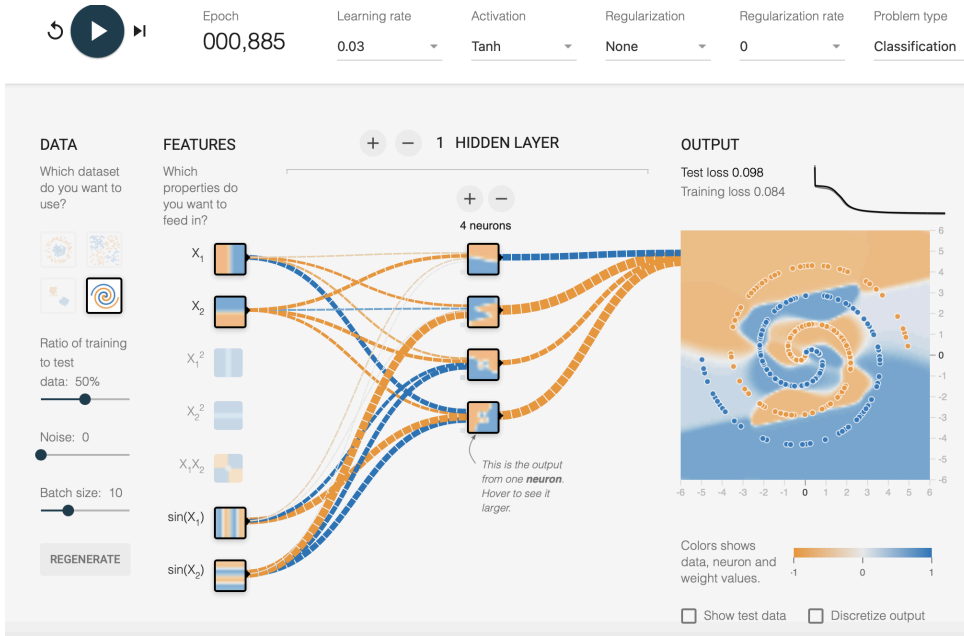 Epoch
000,885
Learning rate
0.03
Activation
Tanh
Regularization
None
Regularization rate
0
Problem type
Classification
DATA
Which dataset
do you want to
use?
Ratio of training
to test
data: 50%
Noise: 0
Batch size: 10
REGENERATE
FEATURES
Which
properties do
you want to
feed in?
X1
X2
X1²
X2²
X1X2
sin(X1)
sin(X2)
+ − 1 HIDDEN LAYER
+ −
4 neurons
This is the output
from one neuron.
Hover to see it
larger.
OUTPUT
Test loss 0.098
Training loss 0.084
6
5
4
3
2
1
0
-1
-2
-3
-4
-5
-6
-6 -5 -4 -3 -2 -1 0 1 2 3 4 5 6
Colors shows
data, neuron and
weight values.
-1 0 1
Show test data
Discretize output